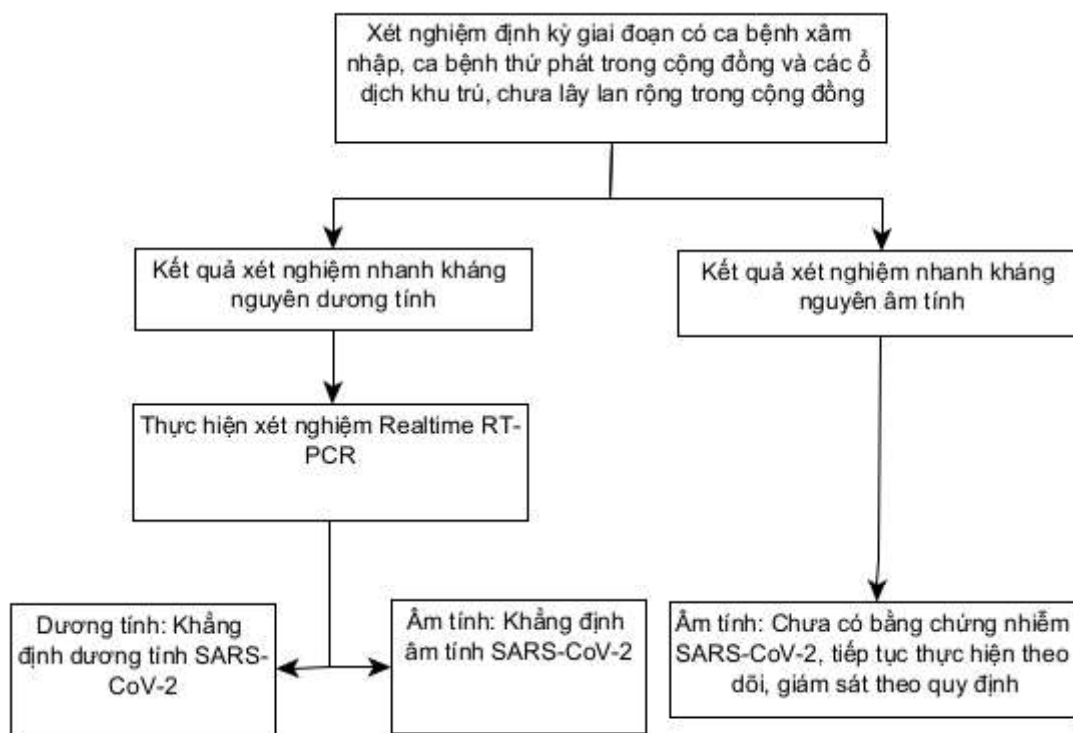 Xét nghiệm định kỳ giai đoạn có ca bệnh xâm
nhập, ca bệnh thứ phát trong cộng đồng và các ổ
dịch khu trú, chưa lây lan rộng trong cộng đồng
Kết quả xét nghiệm nhanh kháng
nguyên dương tính
Kết quả xét nghiệm nhanh kháng
nguyên âm tính
Thực hiện xét nghiệm Realtime RT-
PCR
Dương tính: Khẳng
định dương tính SARS-
CoV-2
Âm tính: Khẳng định
âm tính SARS-CoV-2
Âm tính: Chưa có bằng chứng nhiễm
SARS-CoV-2, tiếp tục thực hiện theo
dõi, giám sát theo quy định